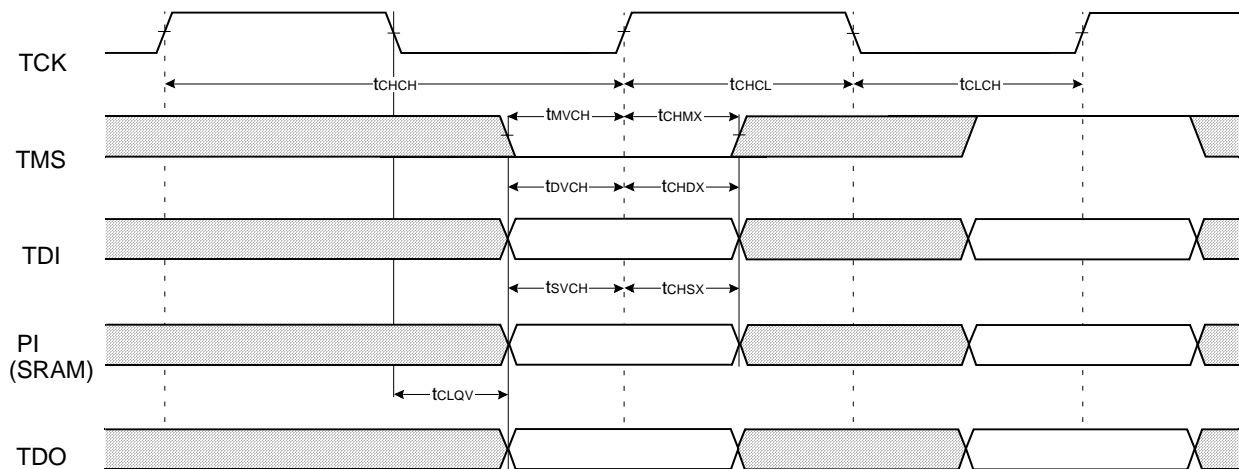 TCK
tCHCH
tCHCL
tCLCH
tMVCH
tCHMX
TMS
tDVCH
tCHDX
TDI
tSVCH
tCHSX
PI
(SRAM)
tCLQV
TDO